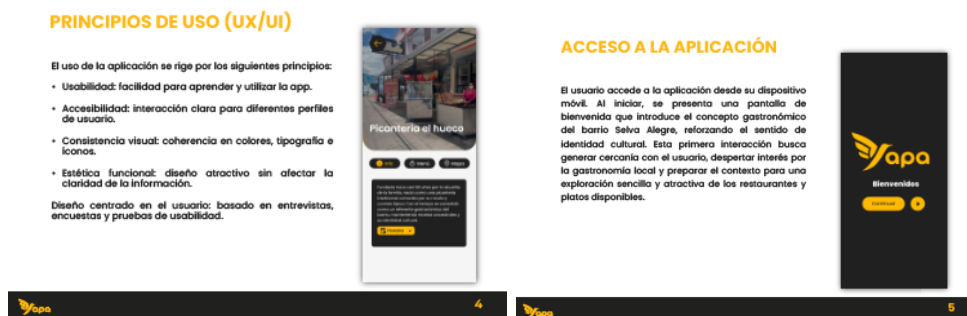 PRINCIPIOS DE USO (UX/UI)
El uso de la aplicación se rige por los siguientes principios:
• Usabilidad: facilidad para aprender y utilizar la app.
• Accesibilidad: interacción clara para diferentes perfiles
de usuario.
• Consistencia visual: coherencia en colores, tipografía e
íconos.
• Estética funcional: diseño atractivo sin afectar la
claridad de la información.
Diseño centrado en el usuario: basado en entrevistas,
encuestas y pruebas de usabilidad.
Picantería el hueco
Info
Menú
Mapa
Horarios
Yapa
4
ACCESO A LA APLICACIÓN
El usuario accede a la aplicación desde su dispositivo
móvil. Al iniciar, se presenta una pantalla de
bienvenida que introduce el concepto gastronómico
del barrio Selva Alegre, reforzando el sentido de
identidad cultural. Esta primera interacción busca
generar cercanía con el usuario, despertar interés por
la gastronomía local y preparar el contexto para una
exploración sencilla y atractiva de los restaurantes y
platos disponibles.
Yapa
Bienvenidos
Continuar
Yapa
5